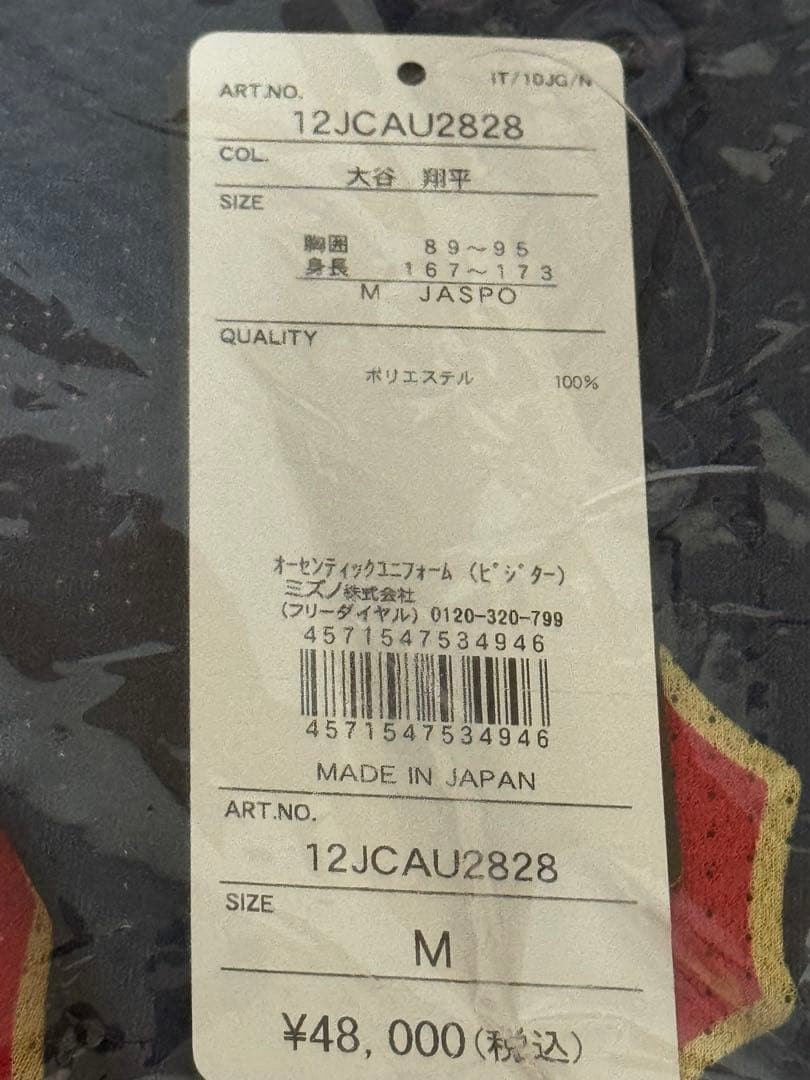 IT/10JG/N
ART.NO.
12JCAU2828
COL.
大谷 翔平
SIZE
胸囲 89~95
身長 167~173
M JASPO
QUALITY
ポリエステル 100%
オーセンティックユニフォーム (ビジター)
ミズノ株式会社
(フリーダイヤル) 0120-320-799
4571547534946
4571547534946
MADE IN JAPAN
ART.NO.
12JCAU2828
SIZE
M
¥48,000(税込)